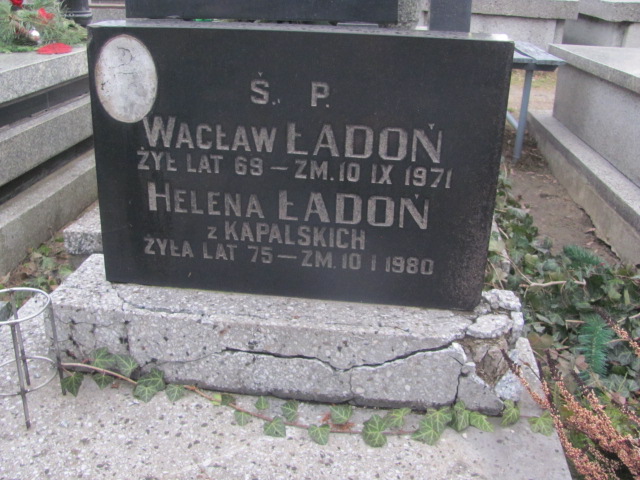 Ś. P.
WACŁAW ŁADOŃ
ŻYŁ LAT 69 – ZM. 10 IX 1971
HELENA ŁADOŃ
Z KAPALSKICH
ŻYŁA LAT 75 – ZM. 10 I 1980